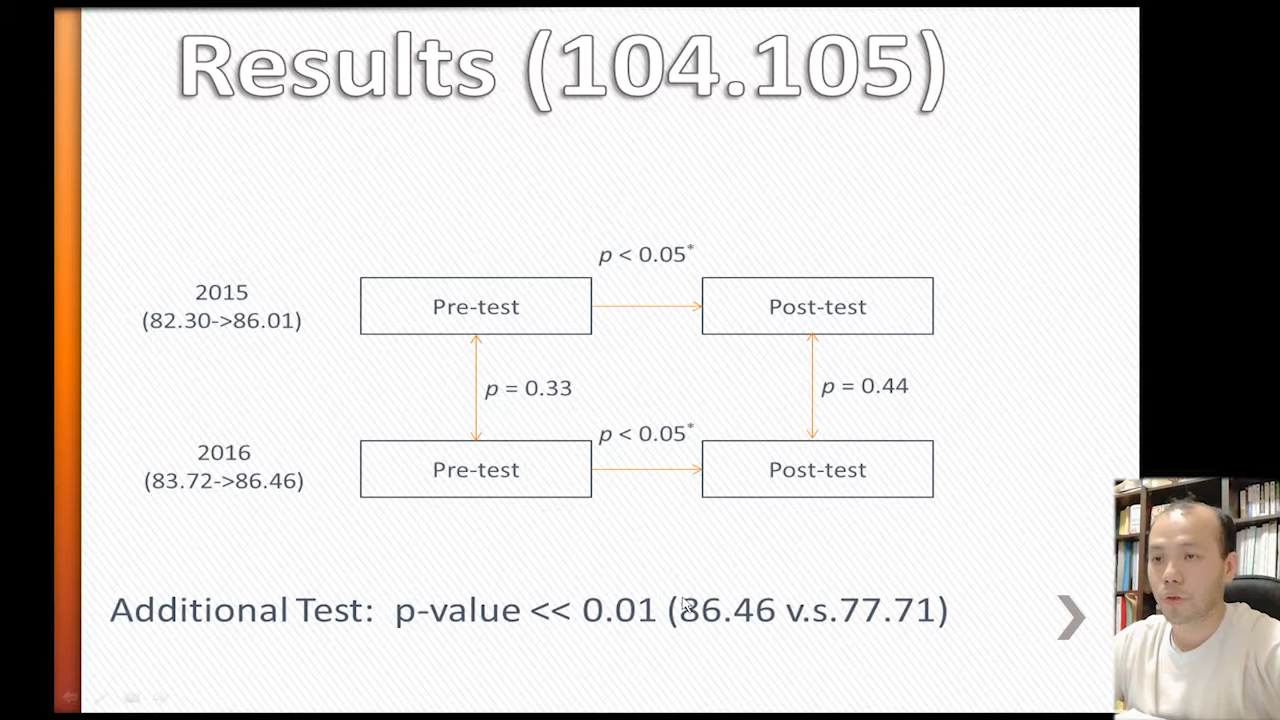 Results (104.105)
p < 0.05*
2015
(82.30->86.01)
Pre-test
Post-test
p = 0.33
p = 0.44
p < 0.05*
2016
(83.72->86.46)
Pre-test
Post-test
Additional Test: p-value << 0.01 (86.46 v.s.77.71)